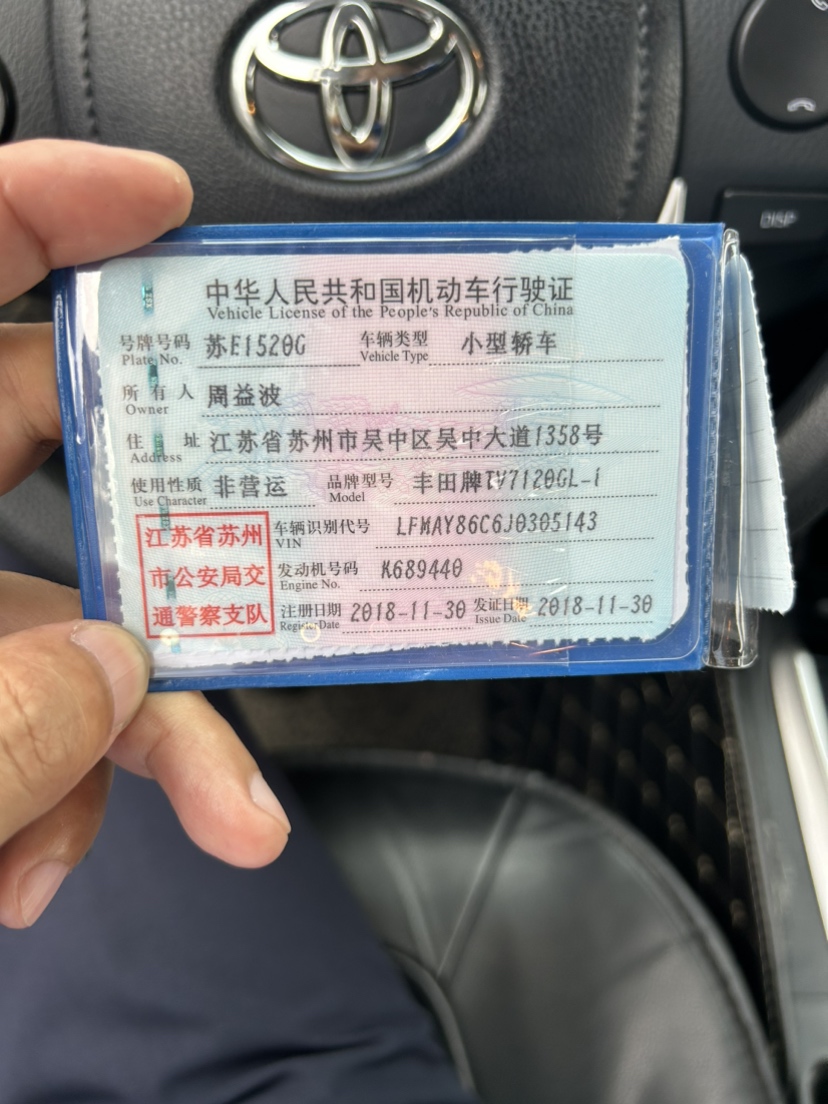 DISP
中华人民共和国机动车行驶证
Vehicle License of the People's Republic of China
号牌号码 苏E1520G 车辆类型 小型轿车
Plate No. Vehicle Type
所有人 周益波
Owner
住址 江苏省苏州市吴中区吴中大道1358号
Address
使用性质 非营运 品牌型号 丰田牌TV7120GL-i
Use Character Model
江苏省苏州
市公安局交
通警察支队
车辆识别代号 LFMAY86C6J0305143
VIN
发动机号码 K689440
Engine No.
注册日期 2018-11-30 发证日期 2018-11-30
Register Date Issue Date